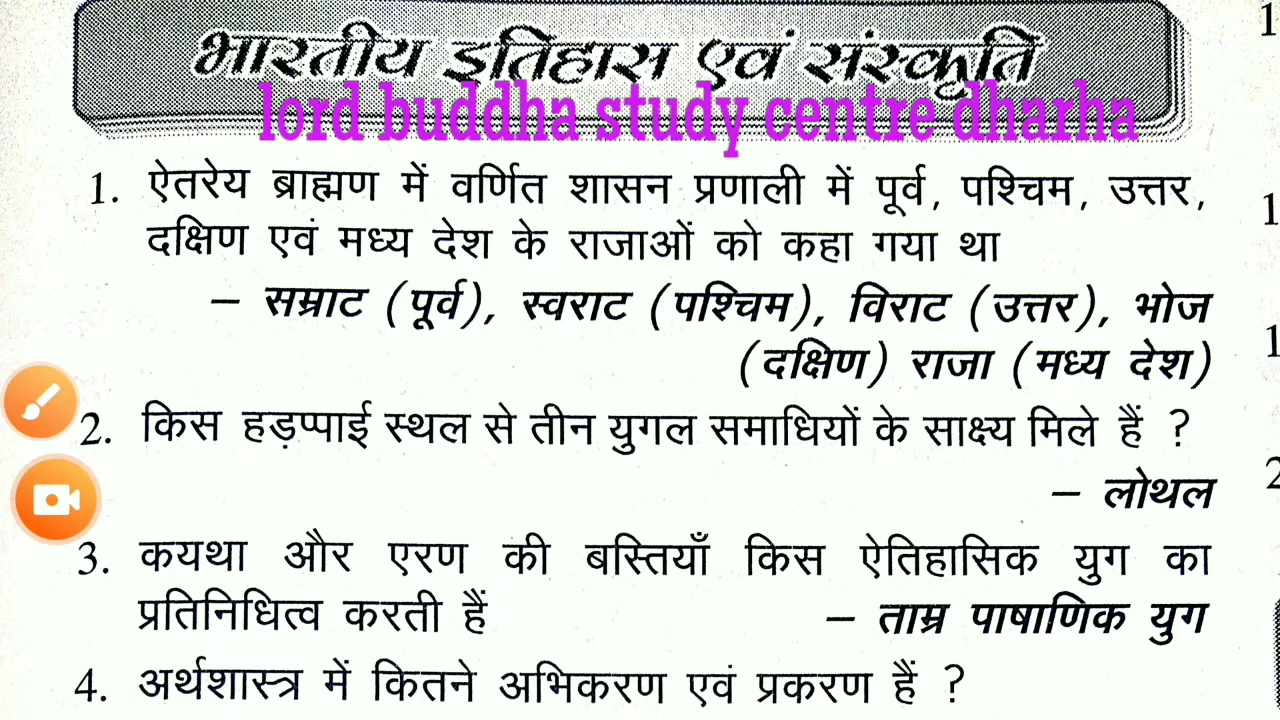 भारतीय इतिहास एवं संस्कृति
lord buddha study centre dharha
1. ऐतरेय ब्राह्मण में वर्णित शासन प्रणाली में पूर्व, पश्चिम, उत्तर,
दक्षिण एवं मध्य देश के राजाओं को कहा गया था
– सम्राट (पूर्व), स्वराट (पश्चिम), विराट (उत्तर), भोज
(दक्षिण) राजा (मध्य देश)
2. किस हड़प्पाई स्थल से तीन युगल समाधियों के साक्ष्य मिले हैं ?
– लोथल
3. कयथा और एरण की बस्तियाँ किस ऐतिहासिक युग का
प्रतिनिधित्व करती हैं – ताम्र पाषाणिक युग
4. अर्थशास्त्र में कितने अभिकरण एवं प्रकरण हैं ?